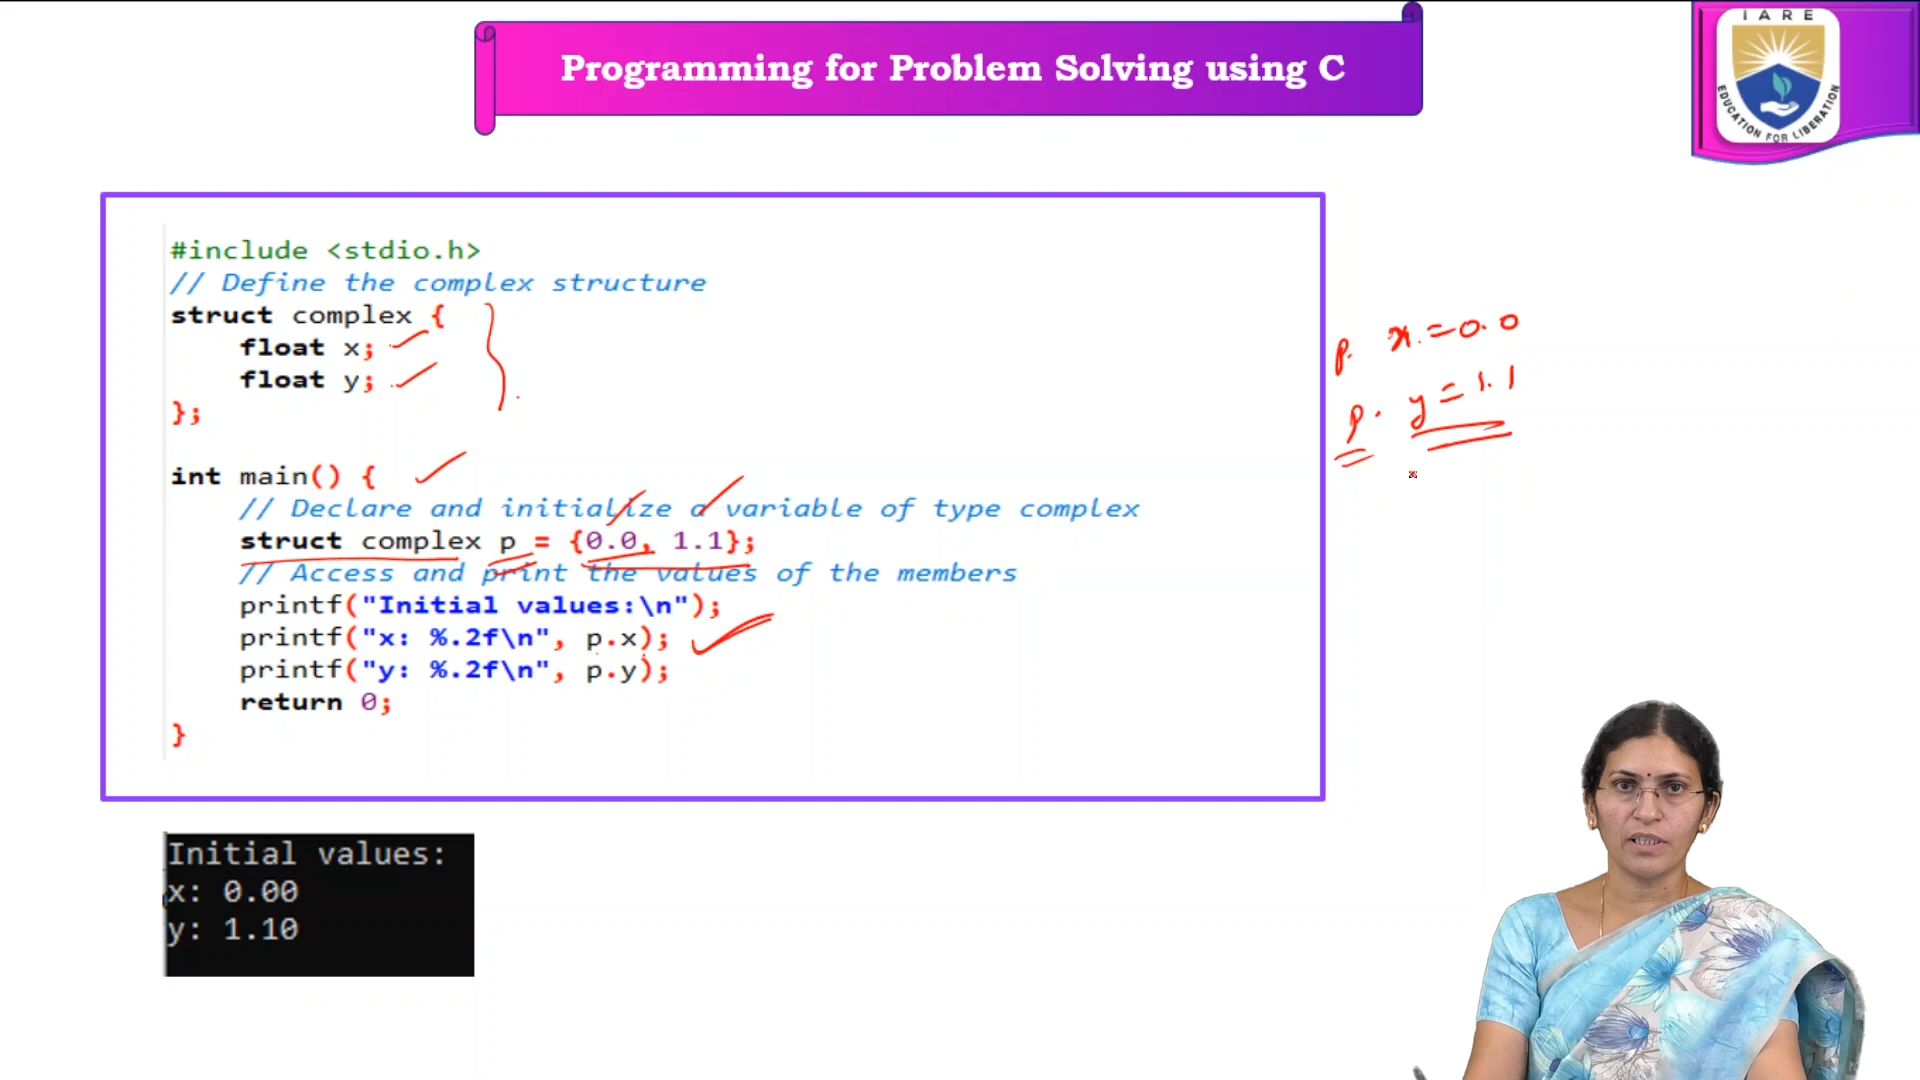 Programming for Problem Solving using C
IARE
EDUCATION FOR LIBERATION
#include <stdio.h>
// Define the complex structure
struct complex {
float x;
float y;
};
int main() {
// Declare and initialize a variable of type complex
struct complex p = {0.0, 1.1};
// Access and print the values of the members
printf("Initial values:\n");
printf("x: %.2f\n", p.x);
printf("y: %.2f\n", p.y);
return 0;
}
p. x.=0.0
p. y=1.1
Initial values:
x: 0.00
y: 1.10